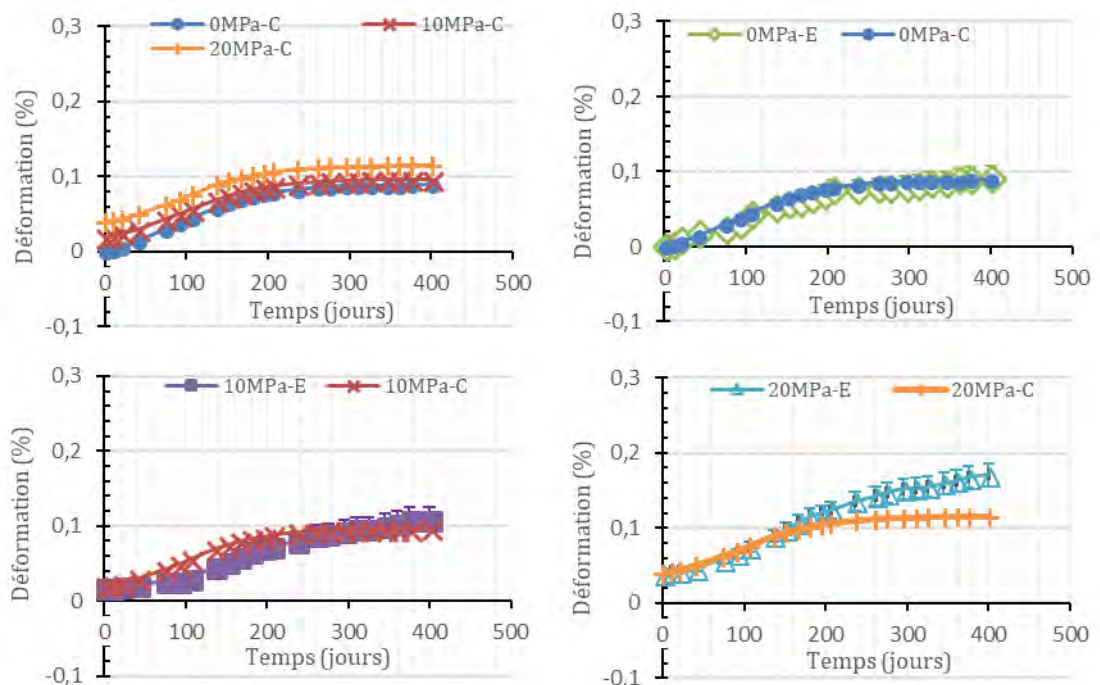 0MPa-C
10MPa-C
20MPa-C
Déformation (%)
0,3
0,2
0,1
0
-0,1
0
100
200
300
400
500
Temps (jours)
0MPa-E
0MPa-C
Déformation (%)
0,3
0,2
0,1
0
-0,1
0
100
200
300
400
500
Temps (jours)
10MPa-E
10MPa-C
Déformation (%)
0,3
0,2
0,1
0
-0,1
0
100
200
300
400
500
Temps (jours)
20MPa-E
20MPa-C
Déformation (%)
0,3
0,2
0,1
0
-0,1
0
100
200
300
400
500
Temps (jours)